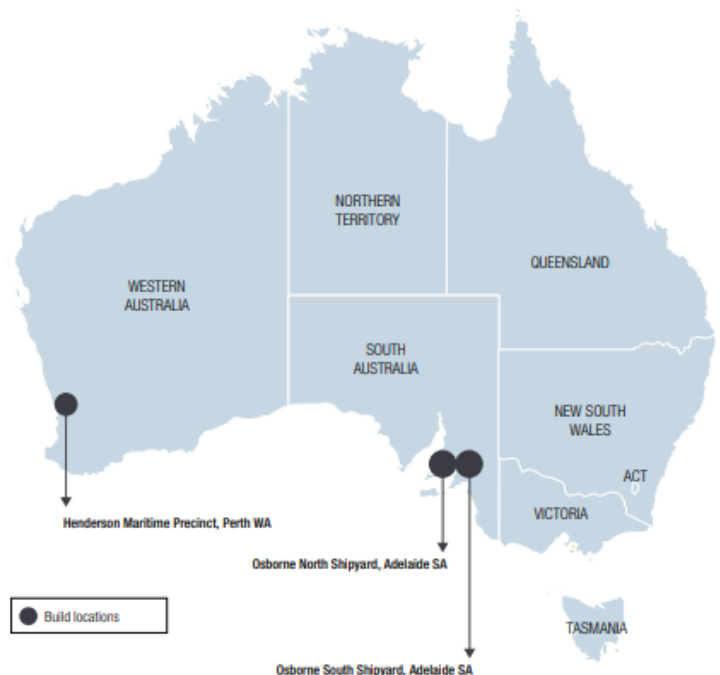 NORTHERN
TERRITORY
QUEENSLAND
WESTERN
AUSTRALIA
SOUTH
AUSTRALIA
NEW SOUTH
WALES
ACT
VICTORIA
Henderson Maritime Precinct, Perth WA
Osborne North Shipyard, Adelaide SA
Build locations
TASMANIA
Osborne South Shipyard, Adelaide SA